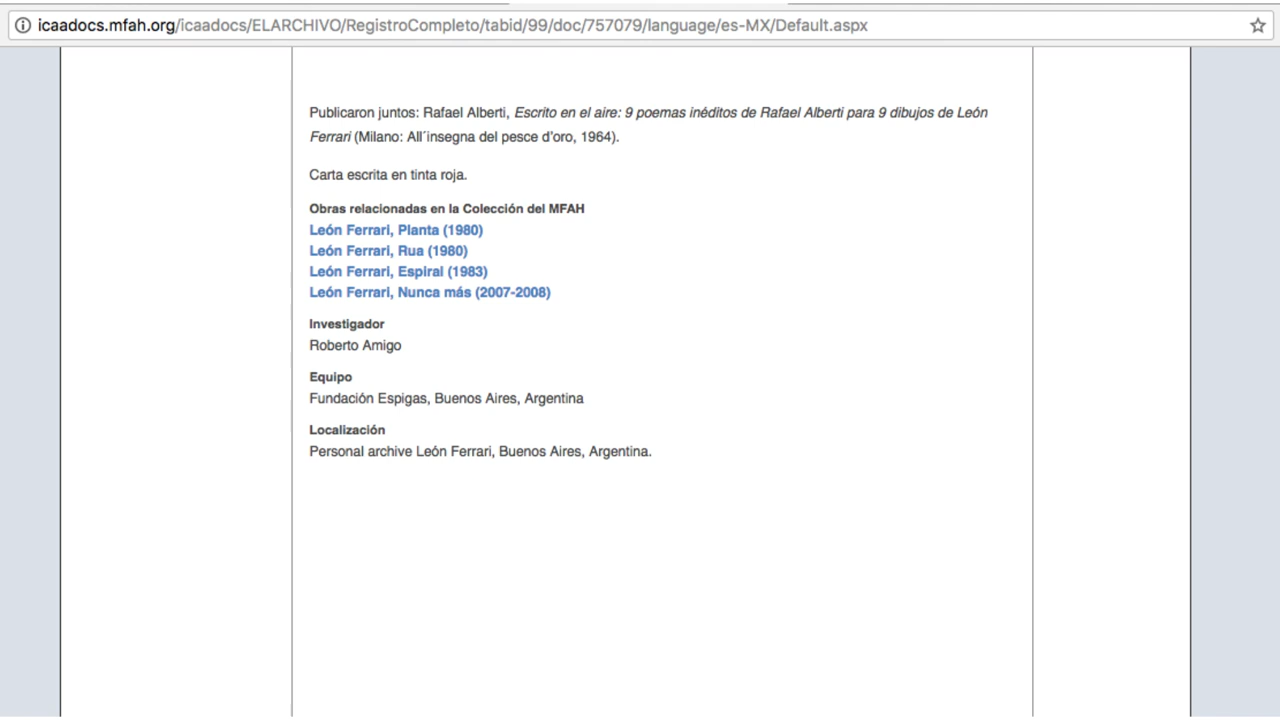 icaadocs.mfah.org/icaadocs/ELARCHIVO/RegistroCompleto/tabid/99/doc/757079/language/es-MX/Default.aspx
Publicaron juntos: Rafael Alberti, Escrito en el aire: 9 poemas inéditos de Rafael Alberti para 9 dibujos de León
Ferrari (Milano: All´insegna del pesce d'oro, 1964).
Carta escrita en tinta roja.
Obras relacionadas en la Colección del MFAH
León Ferrari, Planta (1980)
León Ferrari, Rua (1980)
León Ferrari, Espiral (1983)
León Ferrari, Nunca más (2007-2008)
Investigador
Roberto Amigo
Equipo
Fundación Espigas, Buenos Aires, Argentina
Localización
Personal archive León Ferrari, Buenos Aires, Argentina.